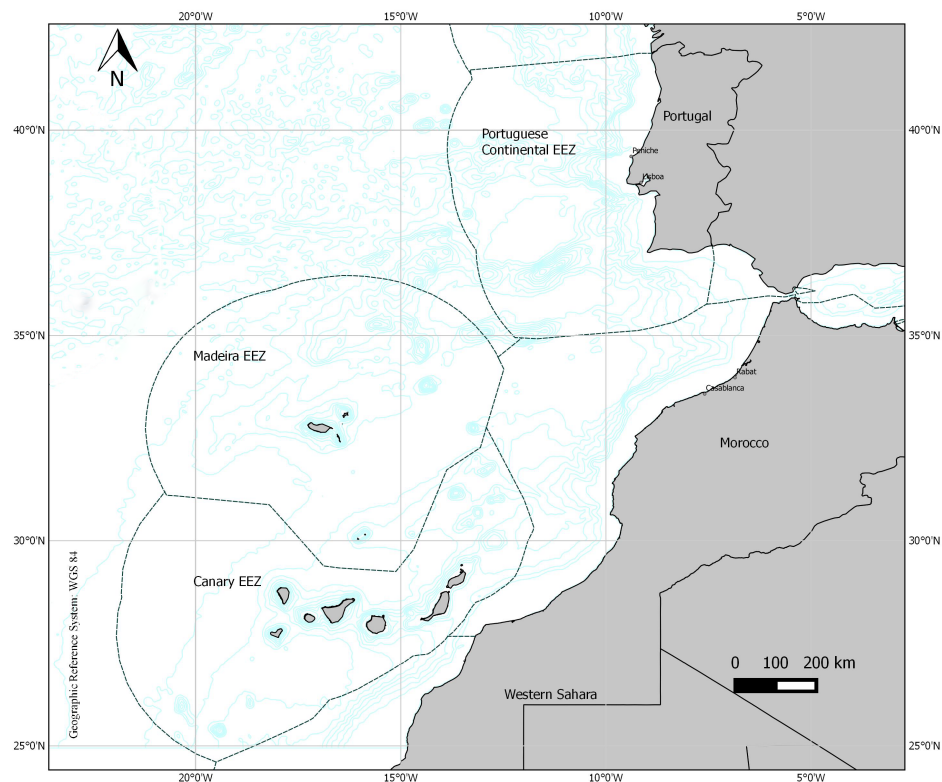 20°0'W 15°0'W 10°0'W 5°0'W
N
40°0'N 40°0'N
Portugal
Portuguese
Continental EEZ
Peniche
Lisboa
35°0'N 35°0'N
Madeira EEZ
Rabat
Casablanca
Morocco
30°0'N 30°0'N
Canary EEZ
Geographic Reference System: WGS 84
0 100 200 km
Western Sahara
25°0'N 25°0'N
20°0'W 15°0'W 10°0'W 5°0'W